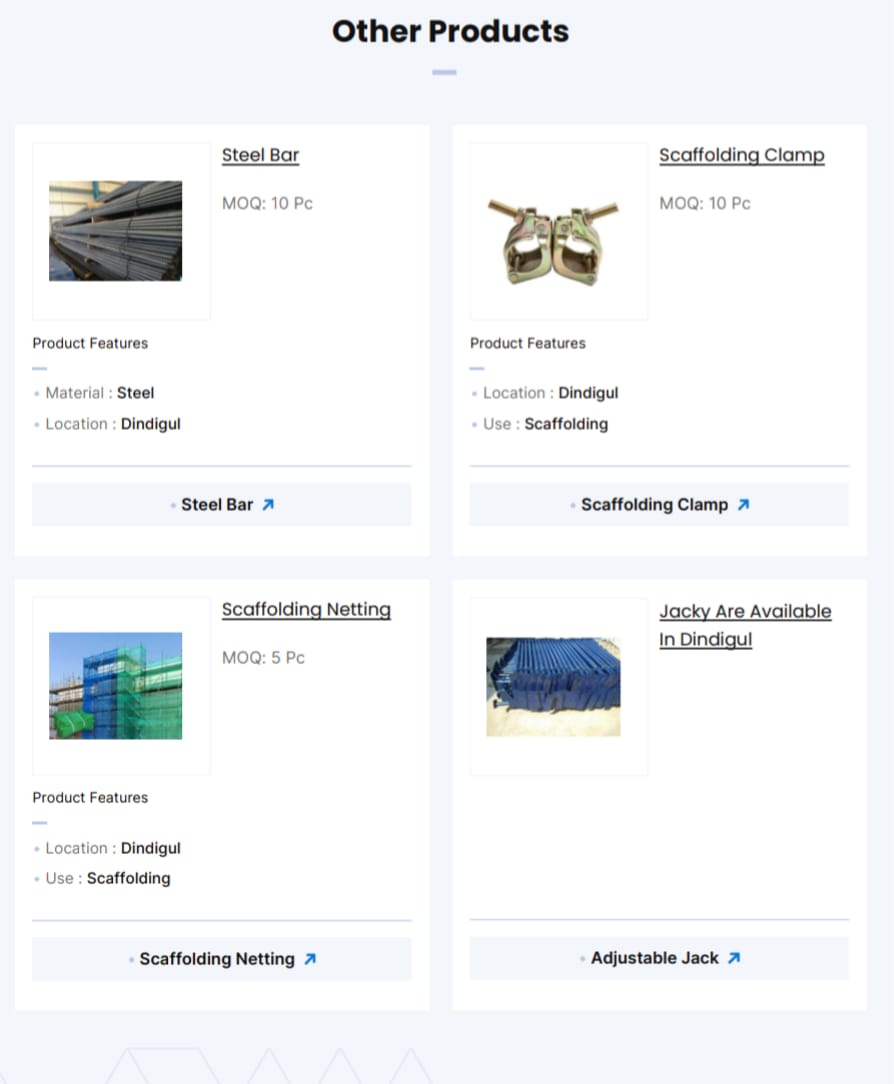 Other Products
Steel Bar
MOQ: 10 Pc
Product Features
Material : Steel
Location : Dindigul
Steel Bar
Scaffolding Clamp
MOQ: 10 Pc
Product Features
Location : Dindigul
Use : Scaffolding
Scaffolding Clamp
Scaffolding Netting
MOQ: 5 Pc
Product Features
Location : Dindigul
Use : Scaffolding
Scaffolding Netting
Jacky Are Available
In Dindigul
Adjustable Jack